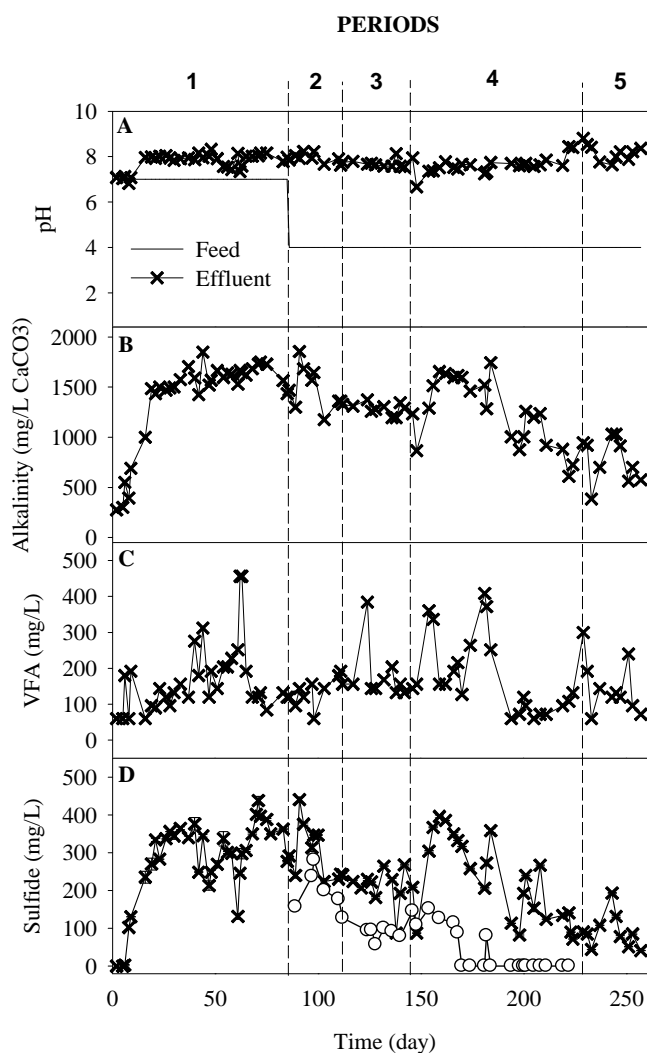 PERIODS
1 2 3 4 5
10
A
8
6
pH
4
Feed
2
Effluent
2000
B
1500
1000
Alkalinity (mg/L CaCO3)
500
0
500
C
400
300
VFA (mg/L)
200
100
0
500
D
400
300
Sulfide (mg/L)
200
100
0
0 50 100 150 200 250
Time (day)